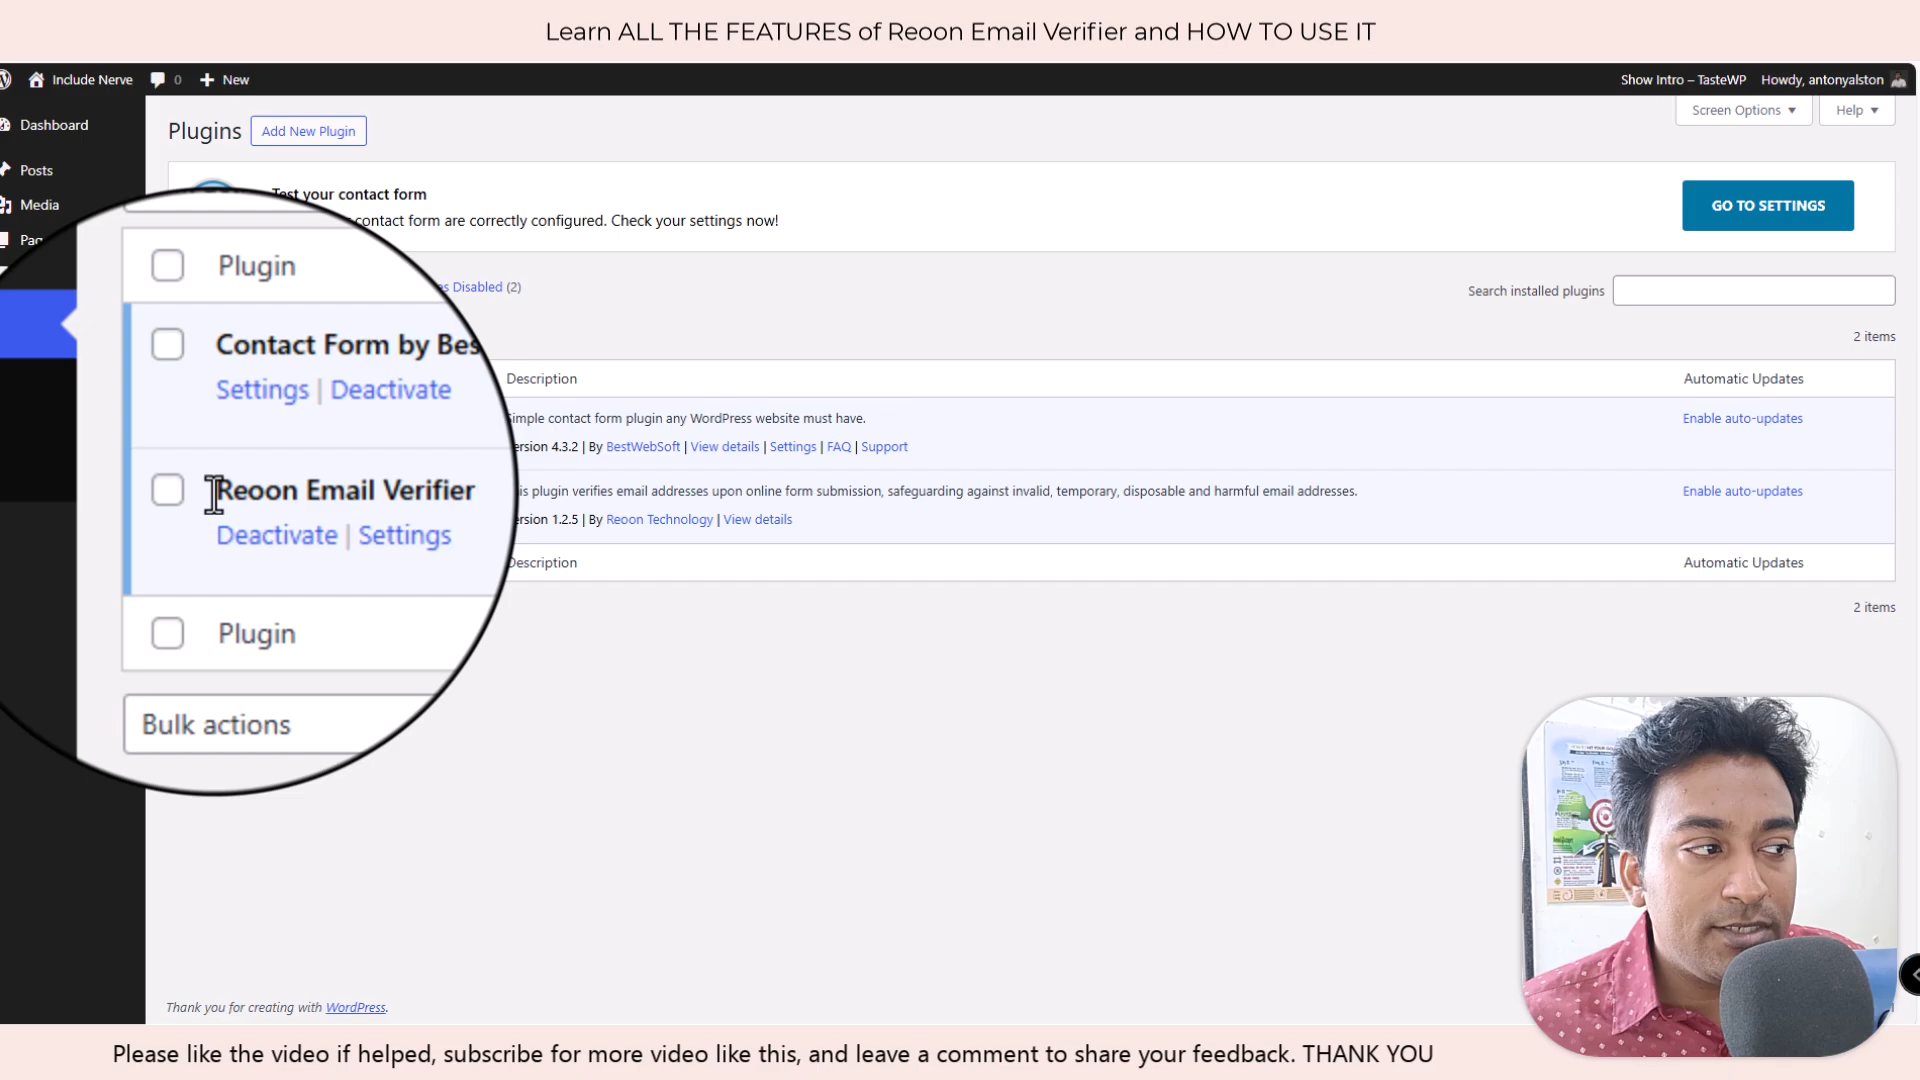 Learn ALL THE FEATURES of Reoon Email Verifier and HOW TO USE IT
Include Nerve 0 New Show Intro – TasteWP Howdy, antonyalston
Dashboard
Posts
Media
Plugins Add New Plugin Screen Options Help
Test your contact form
contact form are correctly configured. Check your settings now!
GO TO SETTINGS
Disabled (2)
Search installed plugins
2 items
Plugin Description Automatic Updates
Contact Form by Bes
Settings | Deactivate
imple contact form plugin any WordPress website must have. Enable auto-updates
ersion 4.3.2 | By BestWebSoft | View details | Settings | FAQ | Support
Reoon Email Verifier
Deactivate | Settings
is plugin verifies email addresses upon online form submission, safeguarding against invalid, temporary, disposable and harmful email addresses. Enable auto-updates
ersion 1.2.5 | By Reoon Technology | View details
Plugin Description Automatic Updates
2 items
Bulk actions
Thank you for creating with WordPress.
Please like the video if helped, subscribe for more video like this, and leave a comment to share your feedback. THANK YOU